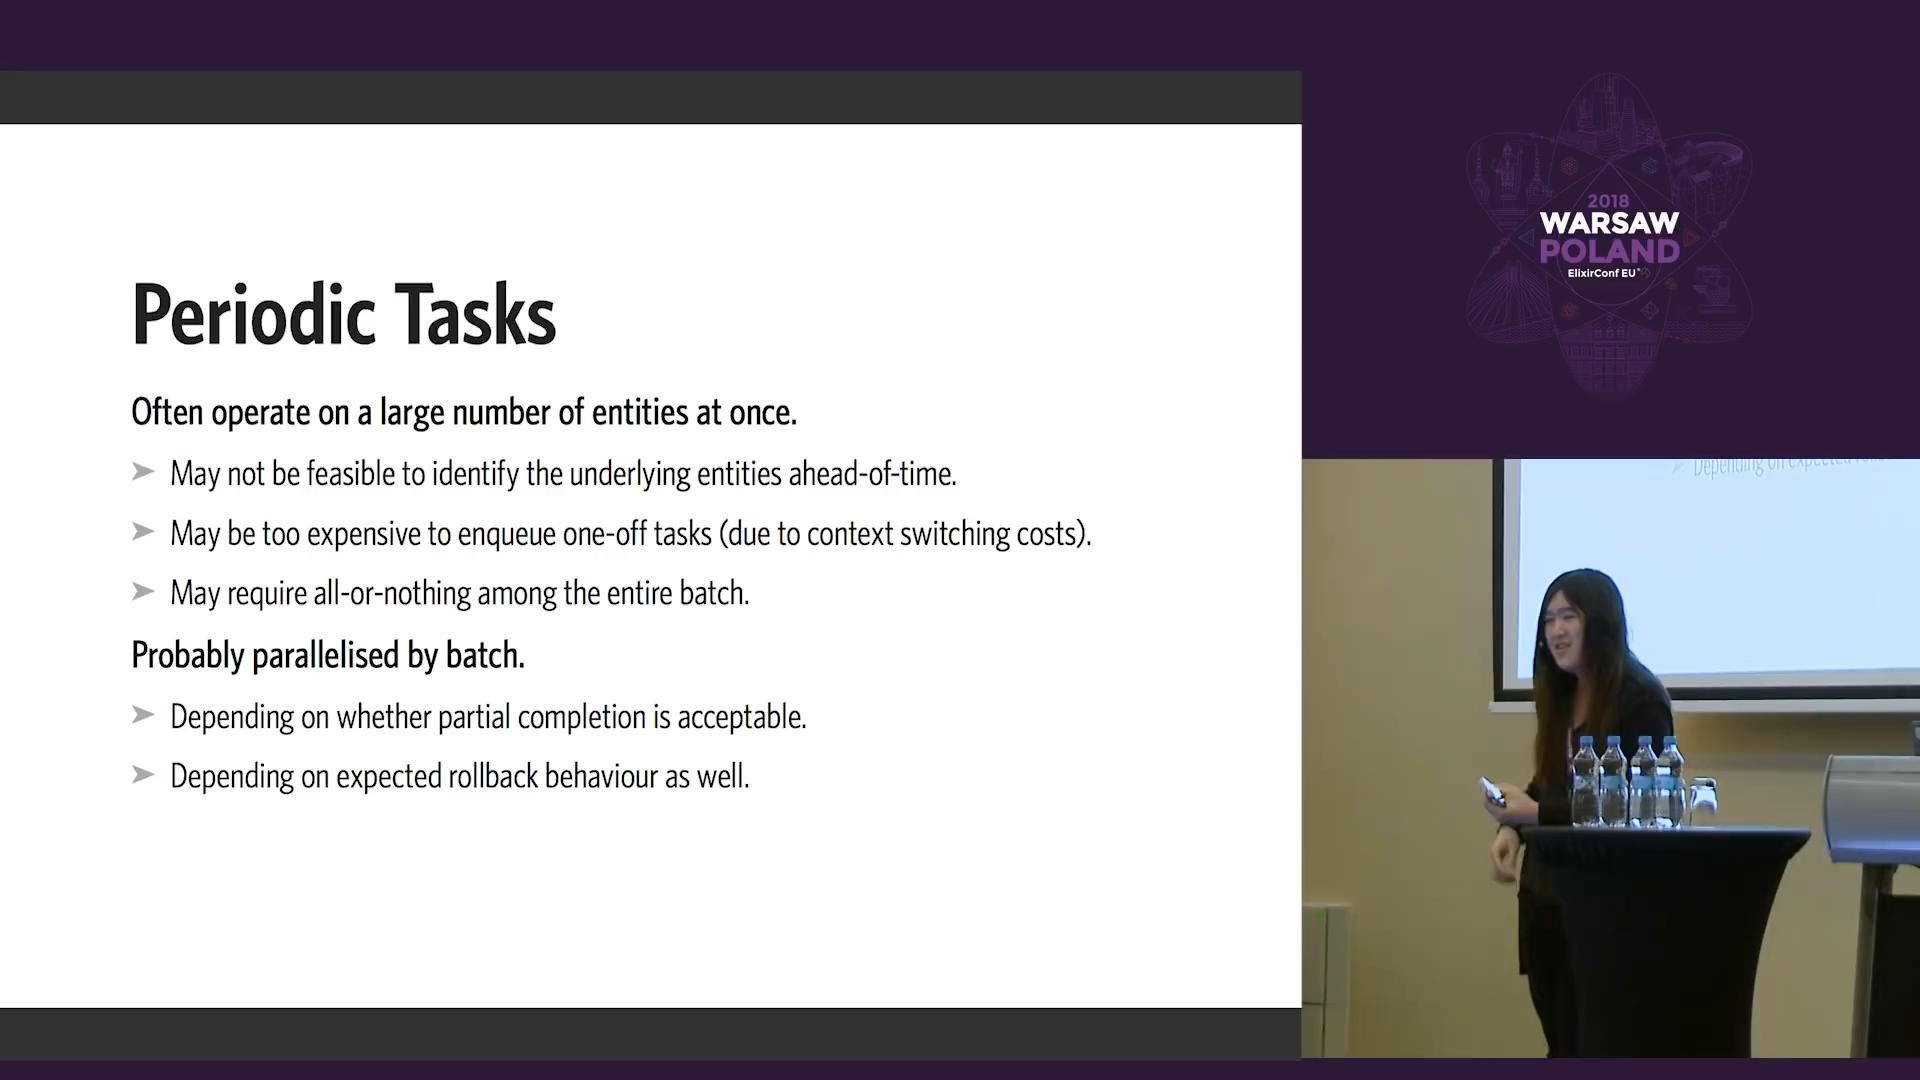 Periodic Tasks
Often operate on a large number of entities at once.
➤ May not be feasible to identify the underlying entities ahead-of-time.
➤ May be too expensive to enqueue one-off tasks (due to context switching costs).
➤ May require all-or-nothing among the entire batch.
Probably parallelised by batch.
➤ Depending on whether partial completion is acceptable.
➤ Depending on expected rollback behaviour as well.
2018
WARSAW
POLAND
ElixirConf EU
Depending on expected